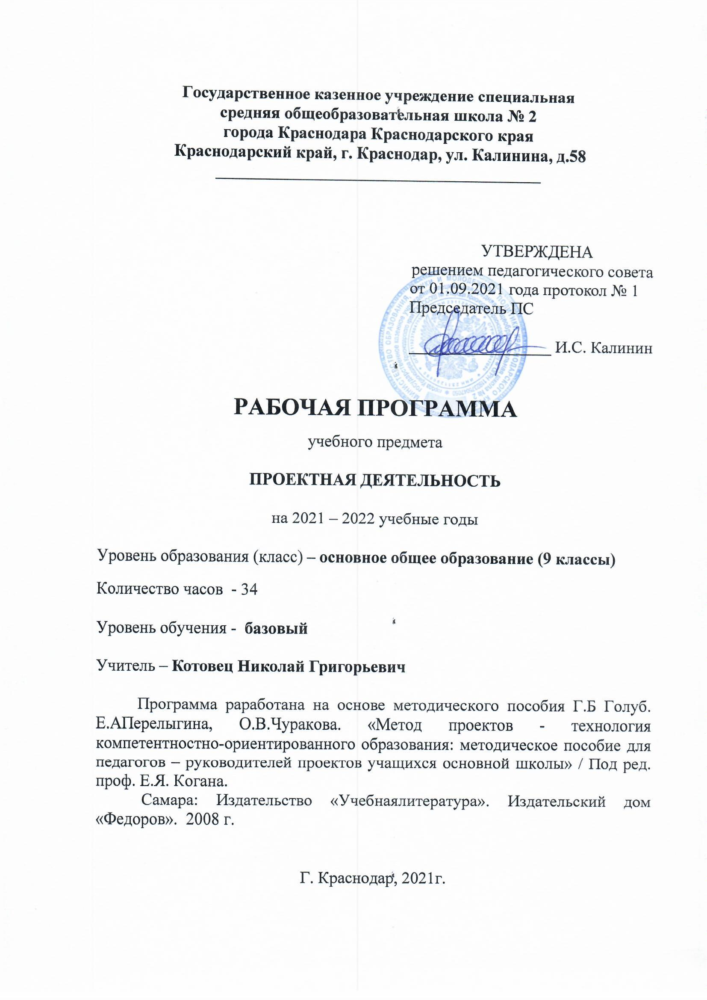 Государственное казенное учреждение специальная
средняя общеобразовательная школа № 2
города Краснодара Краснодарского края
Краснодарский край, г. Краснодар, ул. Калинина, д.58
УТВЕРЖДЕНА
решением педагогического совета
от 01.09.2021 года протокол № 1
Председатель ПС
И.С. Калинин
РАБОЧАЯ ПРОГРАММА
учебного предмета
ПРОЕКТНАЯ ДЕЯТЕЛЬНОСТЬ
на 2021 – 2022 учебные годы
Уровень образования (класс) – основное общее образование (9 классы)
Количество часов - 34
Уровень обучения - базовый
Учитель – Котовец Николай Григорьевич
Программа раработана на основе методического пособия Г.Б Голуб.
Е.АПерелыгина, О.В.Чуракова. «Метод проектов - технология
компетентностно-ориентированного образования: методическое пособие для
педагогов – руководителей проектов учащихся основной школы» / Под ред.
проф. Е.Я. Когана.
Самара: Издательство «Учебнаялитература». Издательский дом
«Федоров». 2008 г.
Г. Краснодар, 2021г.